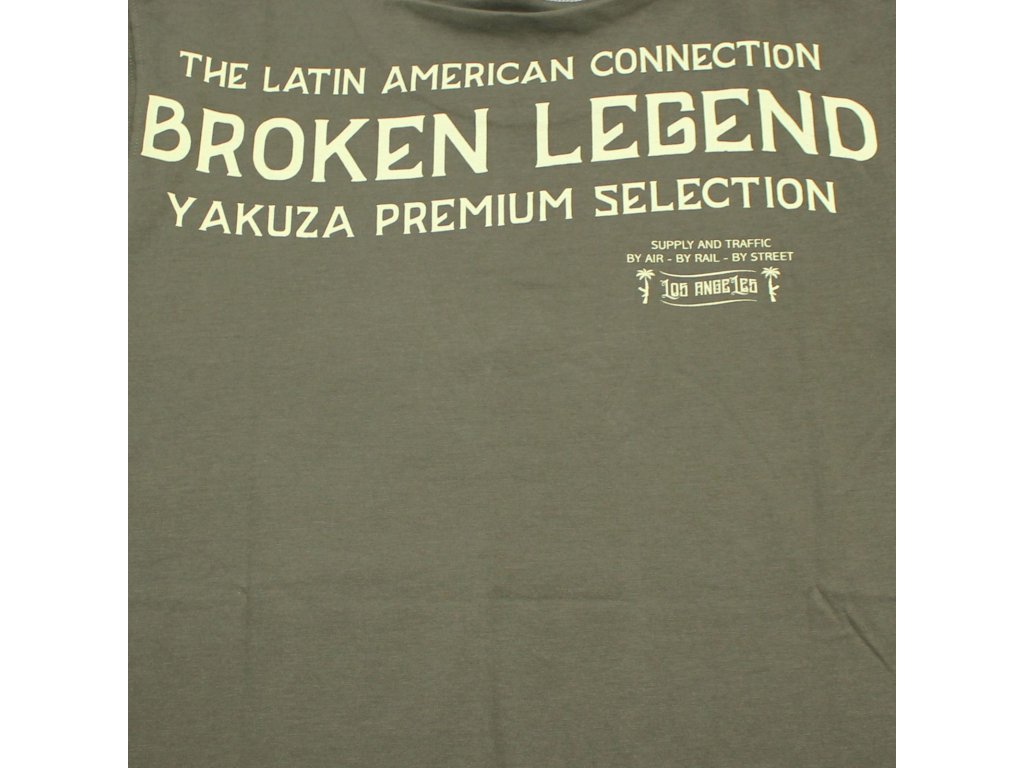 THE LATIN AMERICAN CONNECTION
BROKEN LEGEND
YAKUZA PREMIUM SELECTION
SUPPLY AND TRAFFIC
BY AIR - BY RAIL - BY STREET
LOS ANGELES